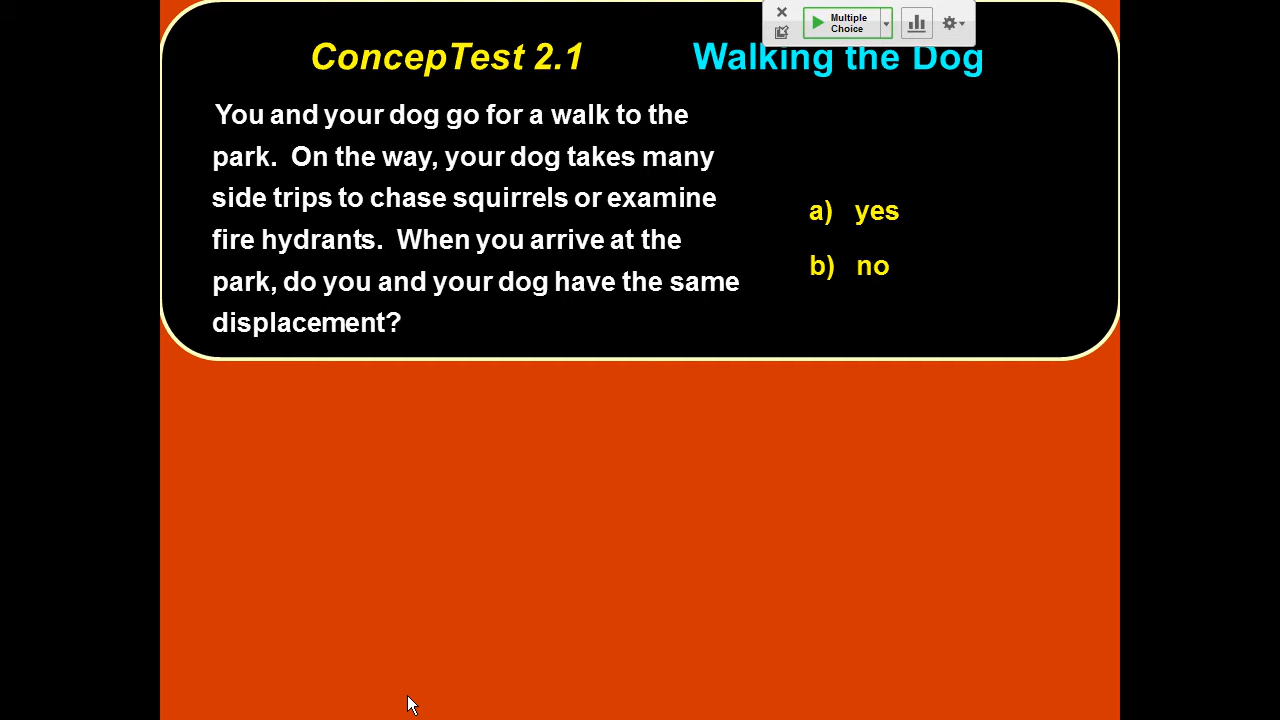 Multiple
Choice
ConcepTest 2.1 Walking the Dog
You and your dog go for a walk to the
park. On the way, your dog takes many
side trips to chase squirrels or examine
fire hydrants. When you arrive at the
park, do you and your dog have the same
displacement?
a) yes
b) no